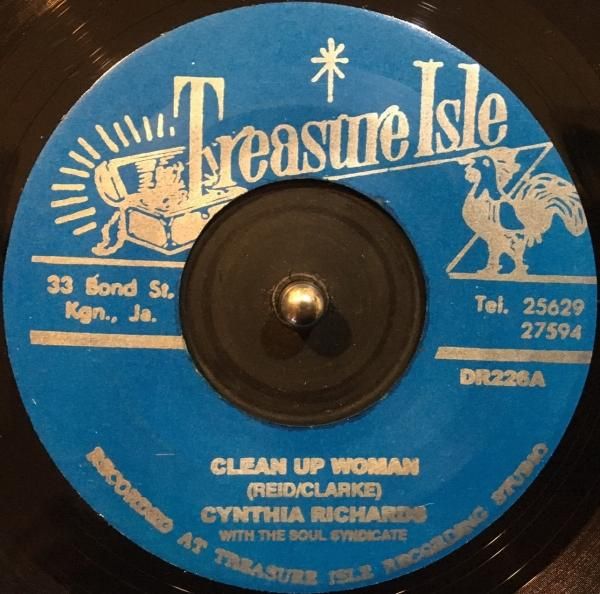 Treasure Isle
33 Bond St.
Kgn., Ja.
Tel. 25629
27594
DR226A
CLEAN UP WOMAN
(REID/CLARKE)
CYNTHIA RICHARDS
WITH THE SOUL SYNDICATE
RECORDED AT TREASURE ISLE RECORDING STUDIO